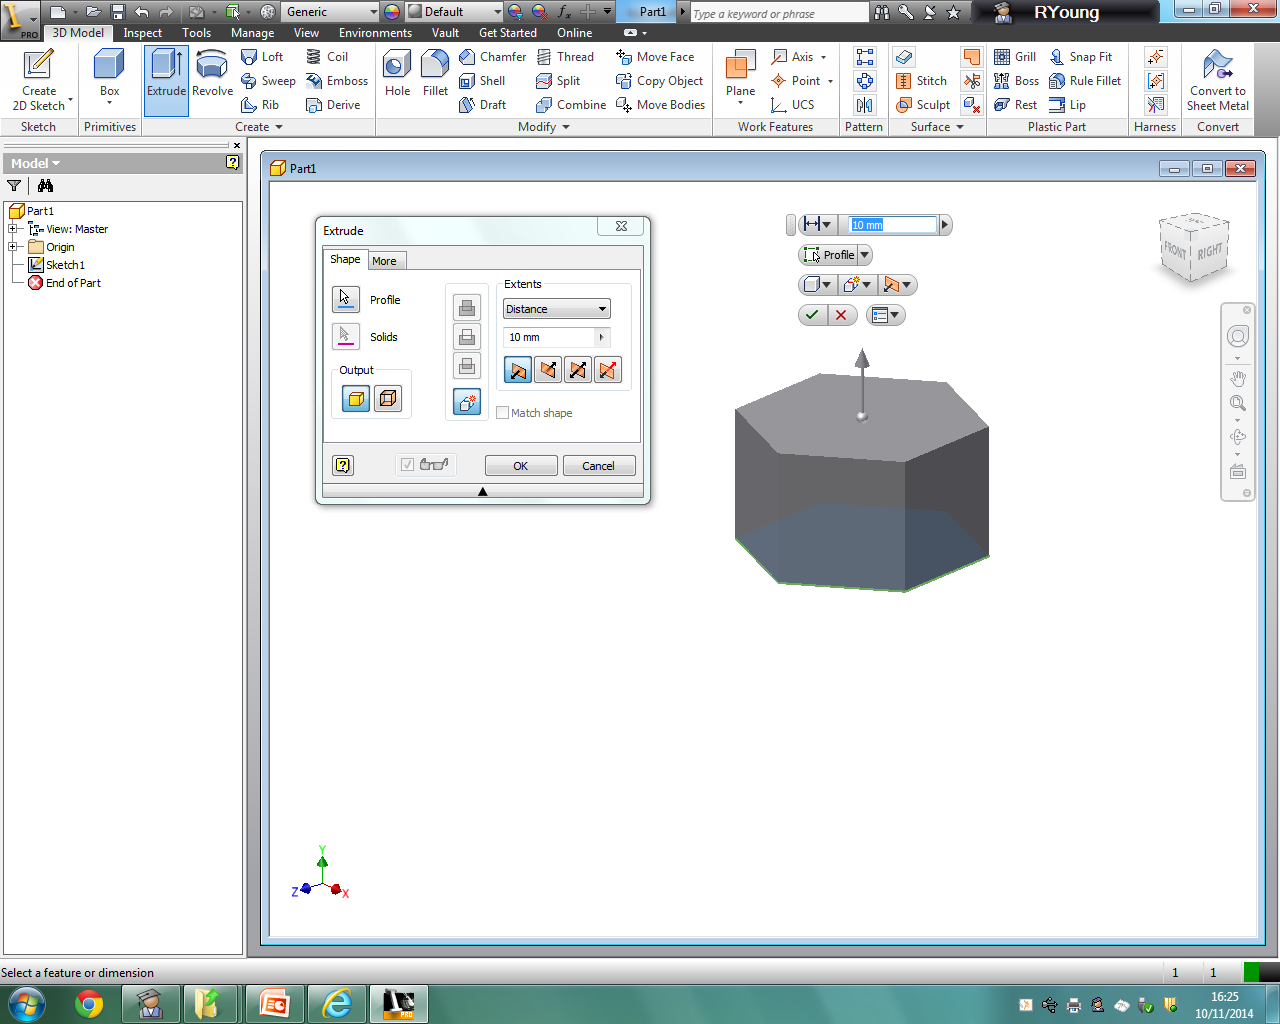 Generic
Default
Part1
Type a keyword or phrase
RYoung
PRO
3D Model
Inspect
Tools
Manage
View
Environments
Vault
Get Started
Online
Create
2D Sketch
Box
Extrude
Revolve
Loft
Sweep
Rib
Coil
Emboss
Derive
Hole
Fillet
Chamfer
Shell
Draft
Thread
Split
Combine
Move Face
Copy Object
Move Bodies
Plane
Axis
Point
UCS
Stitch
Sculpt
Grill
Boss
Rest
Snap Fit
Rule Fillet
Lip
Convert to
Sheet Metal
Sketch
Primitives
Create
Modify
Work Features
Pattern
Surface
Plastic Part
Harness
Convert
Model
Part1
View: Master
Origin
Sketch1
End of Part
Part1
Extrude
Shape
More
Profile
Solids
Output
Extents
Distance
10 mm
Match shape
OK
Cancel
10 mm
Profile
FRONT
RIGHT
Y
Z
X
Select a feature or dimension
1
1
PRO
16:25
10/11/2014